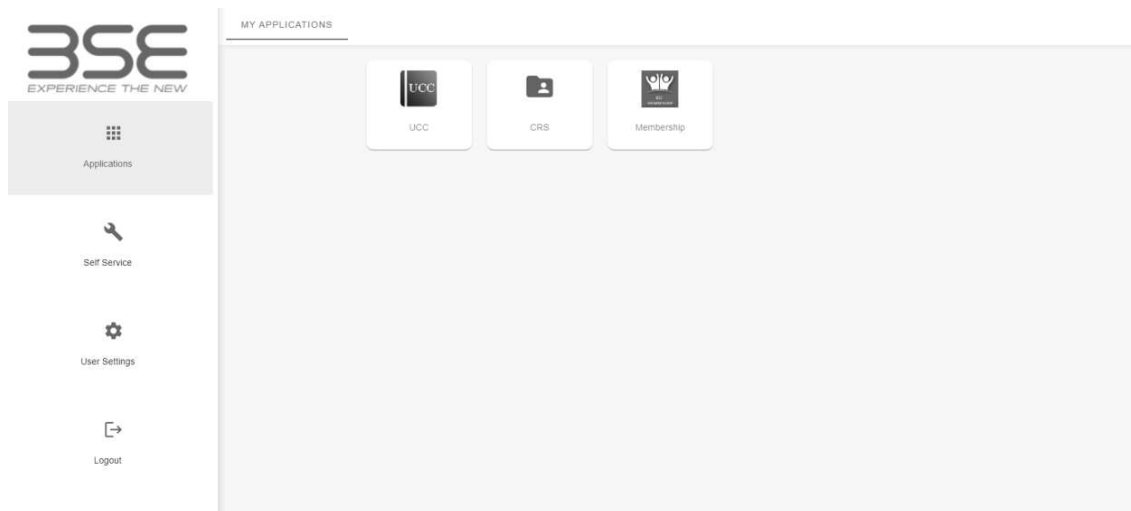 BSE
EXPERIENCE THE NEW
MY APPLICATIONS
Applications
Self Service
User Settings
Logout
UCC
UCC
CRS
Membership